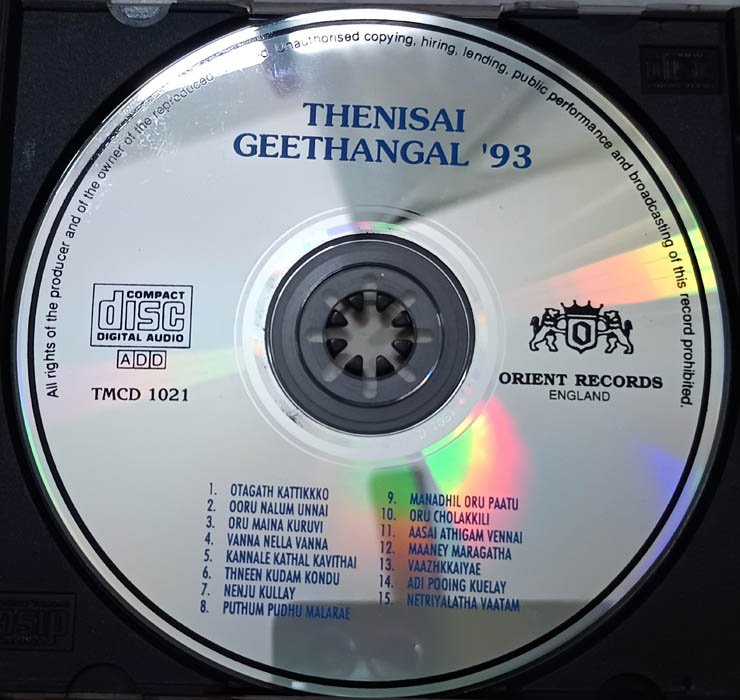 All rights of the producer and of the owner of the reproduced Unauthorised copying, hiring, lending, public performance and broadcasting of this record prohibited.
THENISAI
GEETHANGAL '93
COMPACT
disc
DIGITAL AUDIO
ADD
TMCD 1021
O
ORIENT RECORDS
ENGLAND
1. OTAGATH KATTIKKKO
2. OORU NALUM UNNAI
3. ORU MAINA KURUVI
4. VANNA NELLA VANNA
5. KANNALE KATHAL KAVITHAI
6. THNEEN KUDAM KONDU
7. NENJU KULLAY
8. PUTHUM PUDHU MALARAE
9. MANADHIL ORU PAATU
10. ORU CHOLAKKILI
11. AASAI ATHIGAM VENNAI
12. MAANEY MARAGATHA
13. VAAZHKKAIYAE
14. ADI POOING KUELAY
15. NETRIYALATHA VAATAM